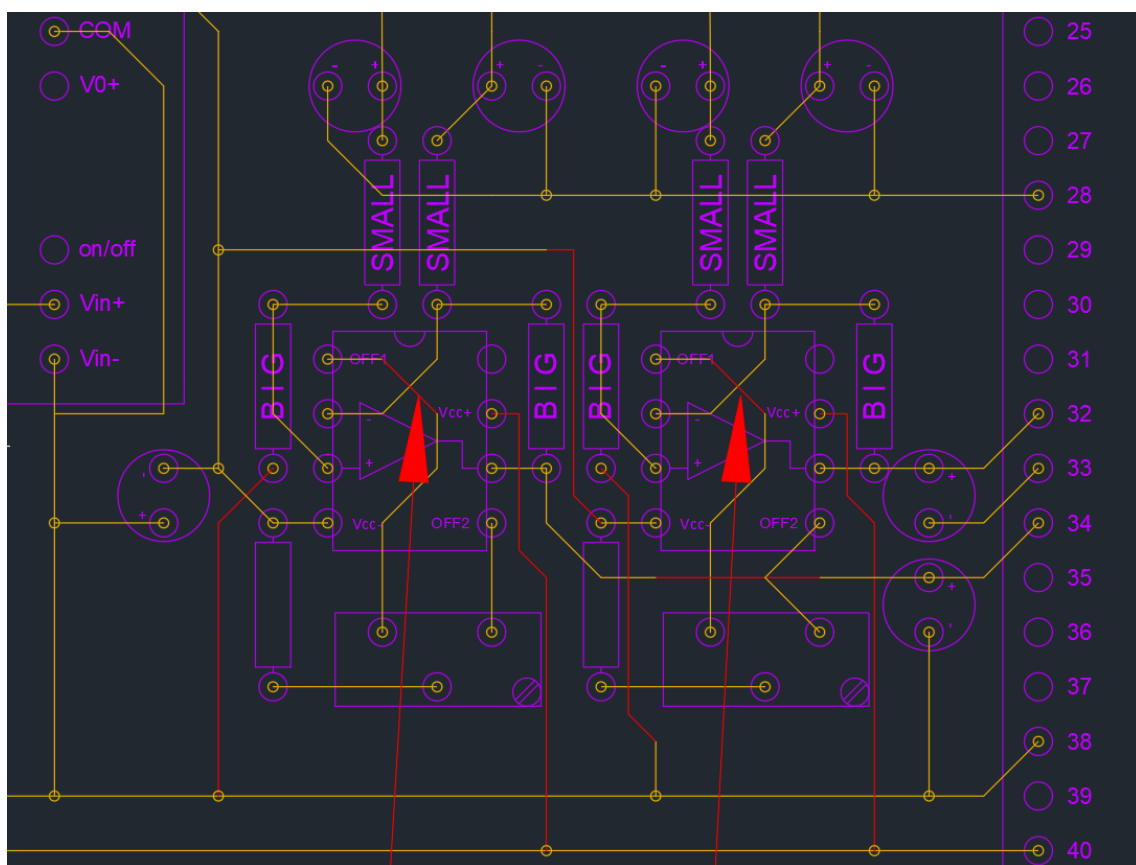 COM
V0+
on/off
Vin+
Vin-
- +
+ -
- +
+ -
SMALL
SMALL
SMALL
SMALL
BIG
BIG
BIG
BIG
OFF1
-
Vcc+
+
Vcc-
OFF2
OFF1
-
Vcc+
+
Vcc-
OFF2
-
+
+
-
+
-
25
26
27
28
29
30
31
32
33
34
35
36
37
38
39
40